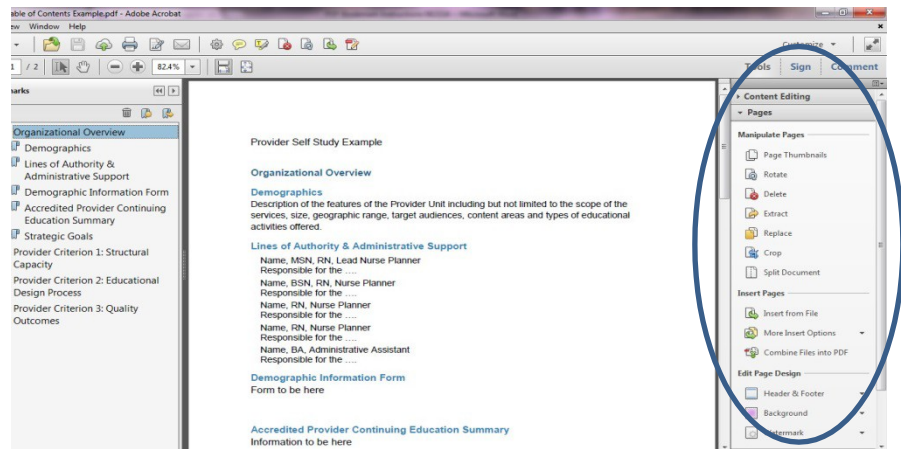 able of Contents Example.pdf - Adobe Acrobat
ew Window Help
Customize
1 / 2 82.4%
Tools Sign Comment
arks
Organizational Overview
Demographics
Lines of Authority &
Administrative Support
Demographic Information Form
Accredited Provider Continuing
Education Summary
Strategic Goals
Provider Criterion 1: Structural
Capacity
Provider Criterion 2: Educational
Design Process
Provider Criterion 3: Quality
Outcomes
Provider Self Study Example
Organizational Overview
Demographics
Description of the features of the Provider Unit including but not limited to the scope of the
services, size, geographic range, target audiences, content areas and types of educational
activities offered.
Lines of Authority & Administrative Support
Name, MSN, RN, Lead Nurse Planner
Responsible for the ....
Name, BSN, RN, Nurse Planner
Responsible for the ....
Name, RN, Nurse Planner
Responsible for the ....
Name, RN, Nurse Planner
Responsible for the ....
Name, BA, Administrative Assistant
Responsible for the ....
Demographic Information Form
Form to be here
Accredited Provider Continuing Education Summary
Information to be here
Content Editing
Pages
Manipulate Pages
Page Thumbnails
Rotate
Delete
Extract
Replace
Crop
Split Document
Insert Pages
Insert from File
More Insert Options
Combine Files into PDF
Edit Page Design
Header & Footer
Background
Watermark